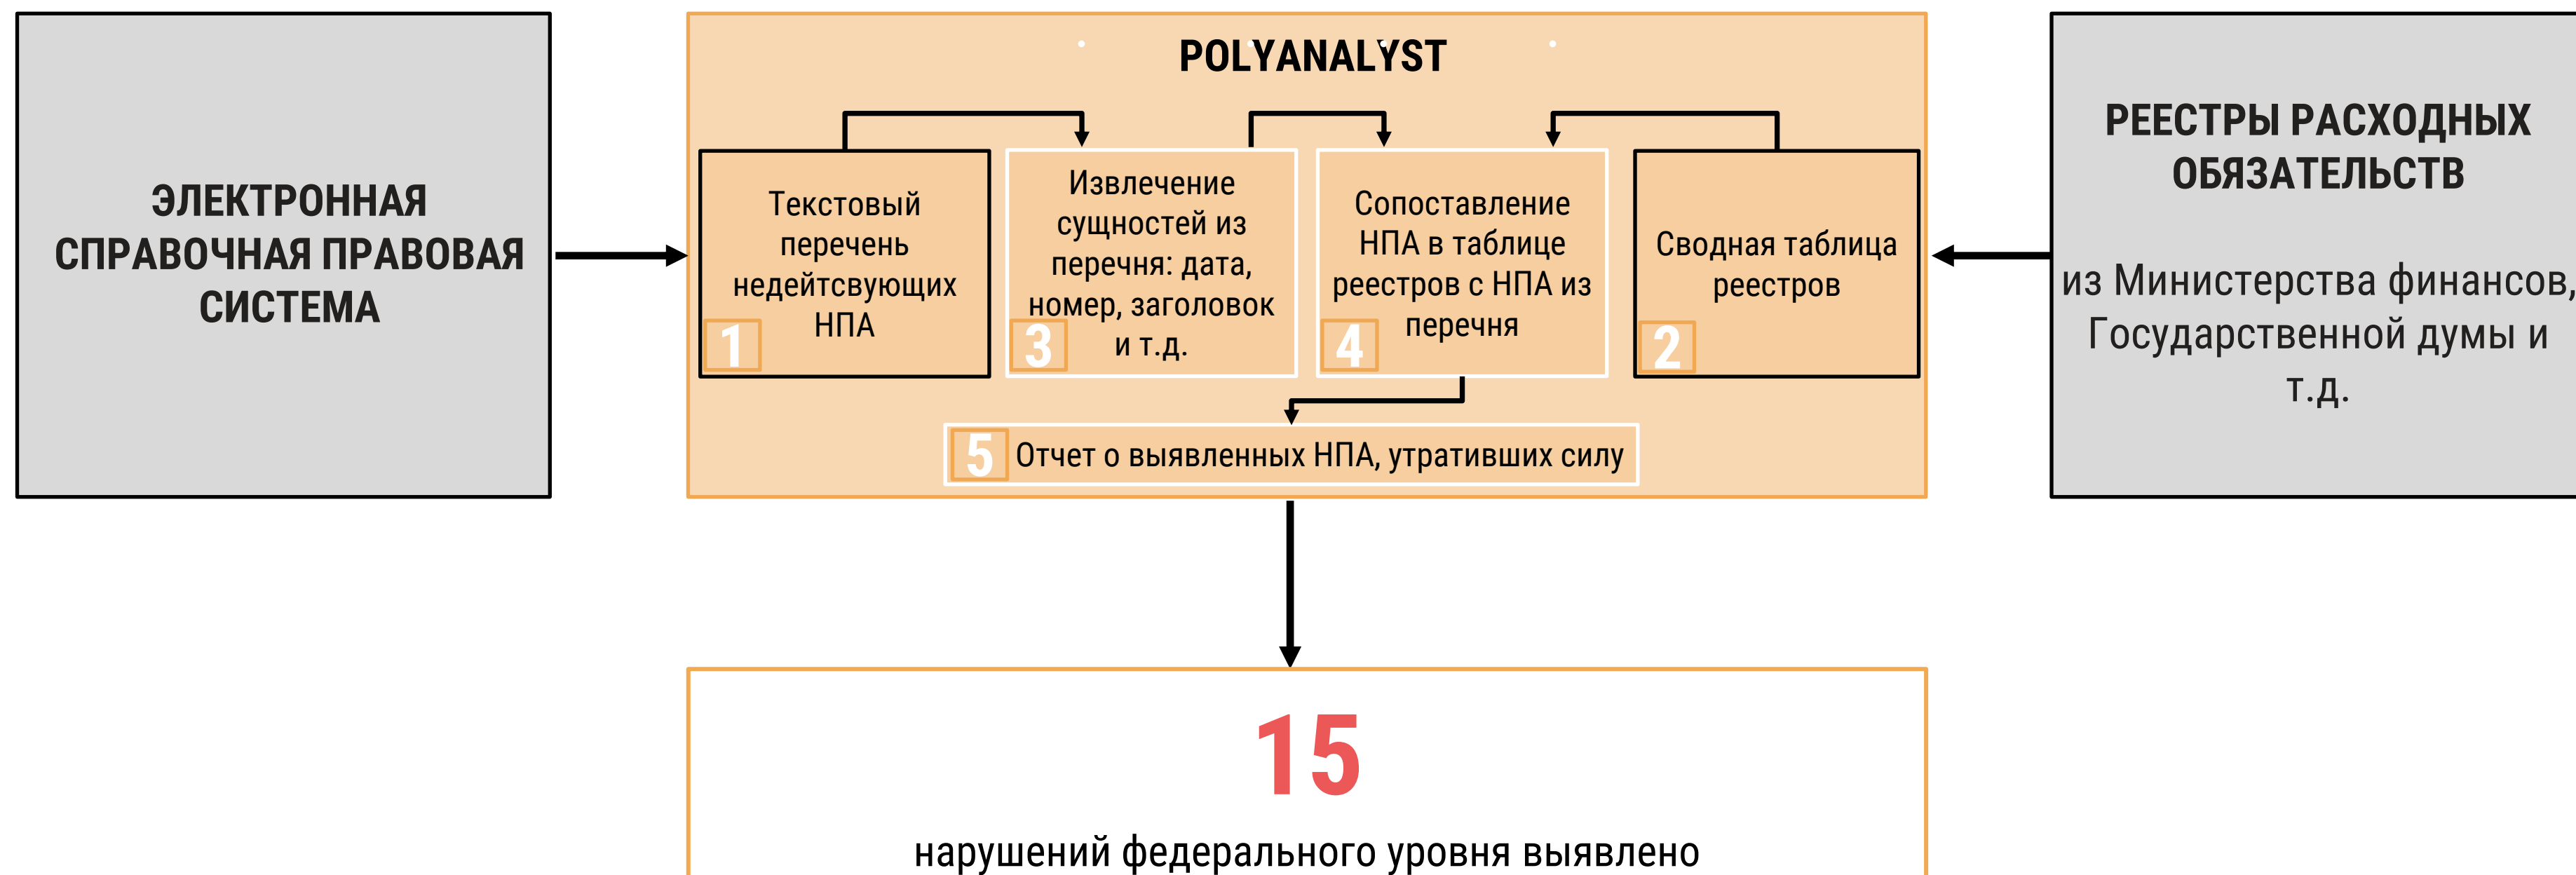 ЭЛЕКТРОННАЯ
СПРАВОЧНАЯ ПРАВОВАЯ
СИСТЕМА
POLYANALYST
Текстовый
перечень
недейтсвующих
НПА
1
Извлечение
сущностей из
перечня: дата,
номер, заголовок
и т.д.
3
Сопоставление
НПА в таблице
реестров с НПА из
перечня
4
Сводная таблица
реестров
2
5 Отчет о выявленных НПА, утративших силу
РЕЕСТРЫ РАСХОДНЫХ
ОБЯЗАТЕЛЬСТВ
из Министерства финансов,
Государственной думы и
т.д.
15
нарушений федерального уровня выявлено